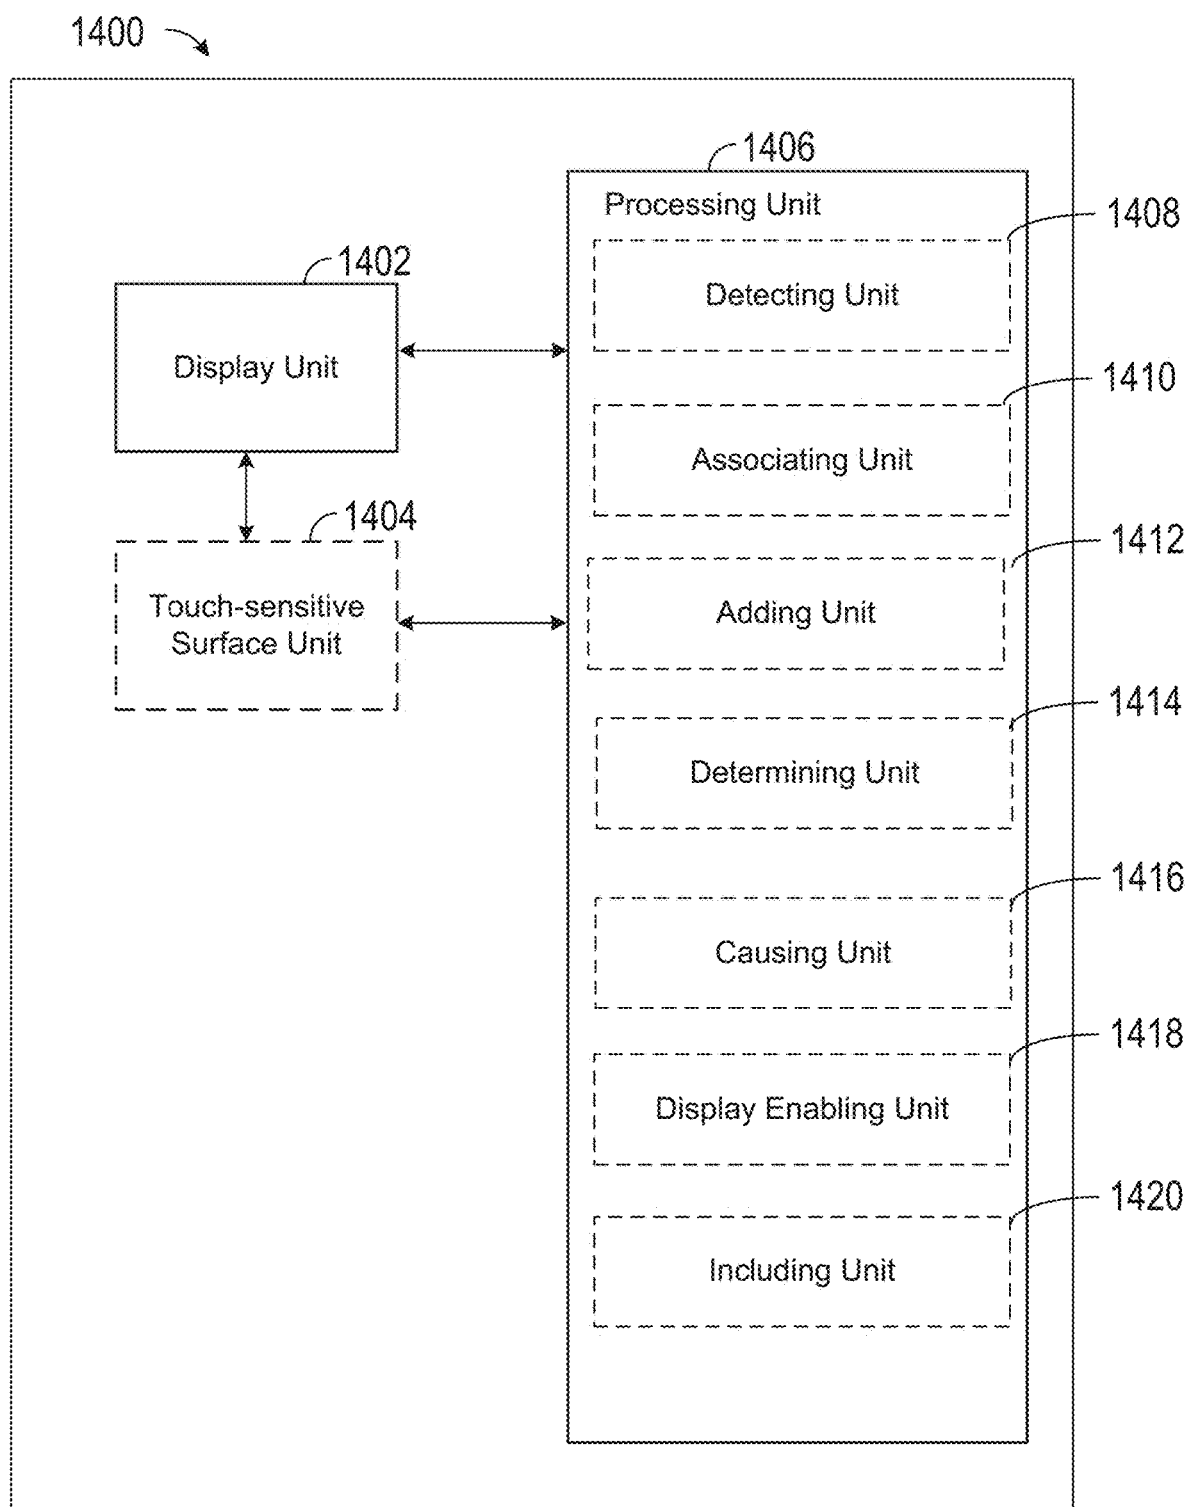 1400
1406
Processing Unit
1408
Detecting Unit
1402
Display Unit
1410
Associating Unit
1404
Touch-sensitive
Surface Unit
1412
Adding Unit
1414
Determining Unit
1416
Causing Unit
1418
Display Enabling Unit
1420
Including Unit